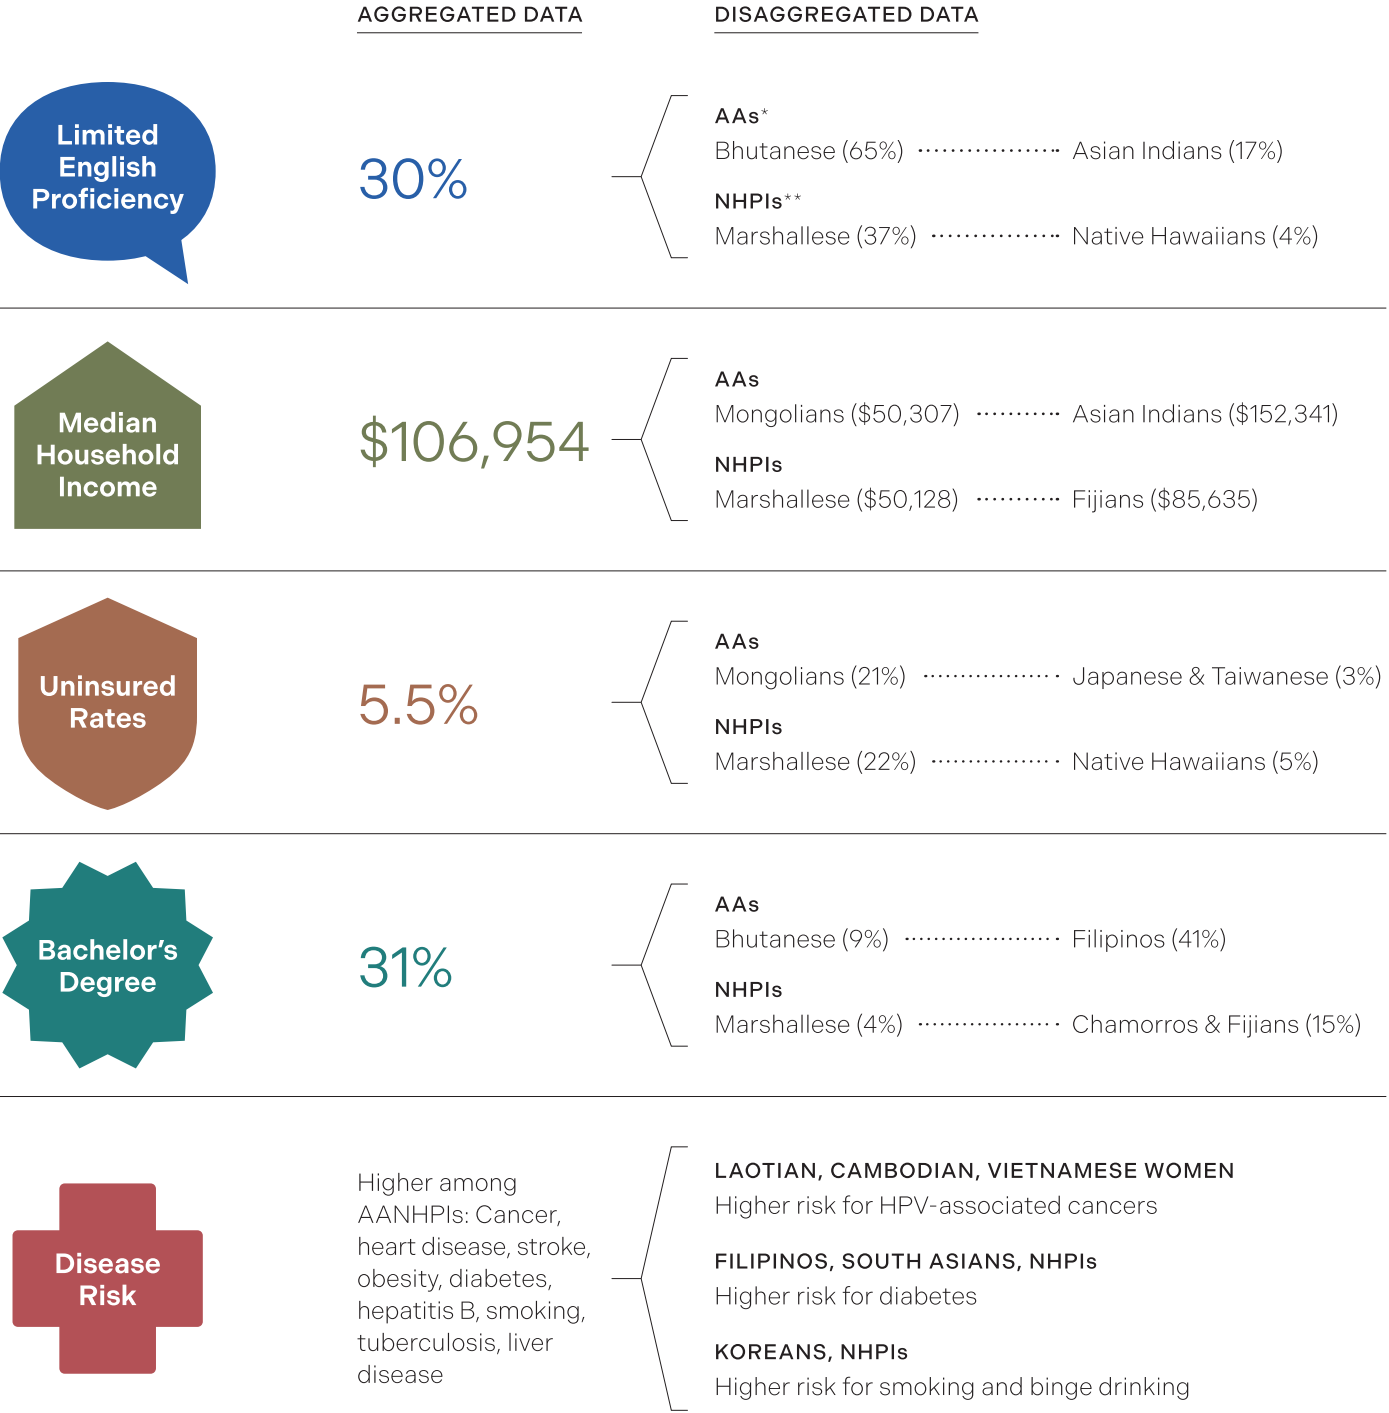 AGGREGATED DATA
DISAGGREGATED DATA
Limited
English
Proficiency
30%
AAs*
Bhutanese (65%) Asian Indians (17%)
NHPIs**
Marshallese (37%) Native Hawaiians (4%)
Median
Household
Income
$106,954
AAs
Mongolians ($50,307) Asian Indians ($152,341)
NHPIs
Marshallese ($50,128) Fijians ($85,635)
Uninsured
Rates
5.5%
AAs
Mongolians (21%) Japanese & Taiwanese (3%)
NHPIs
Marshallese (22%) Native Hawaiians (5%)
Bachelor’s
Degree
31%
AAs
Bhutanese (9%) Filipinos (41%)
NHPIs
Marshallese (4%) Chamorros & Fijians (15%)
Disease
Risk
Higher among
AANHPIs: Cancer,
heart disease, stroke,
obesity, diabetes,
hepatitis B, smoking,
tuberculosis, liver
disease
LAOTIAN, CAMBODIAN, VIETNAMESE WOMEN
Higher risk for HPV-associated cancers
FILIPINOS, SOUTH ASIANS, NHPIs
Higher risk for diabetes
KOREANS, NHPIs
Higher risk for smoking and binge drinking